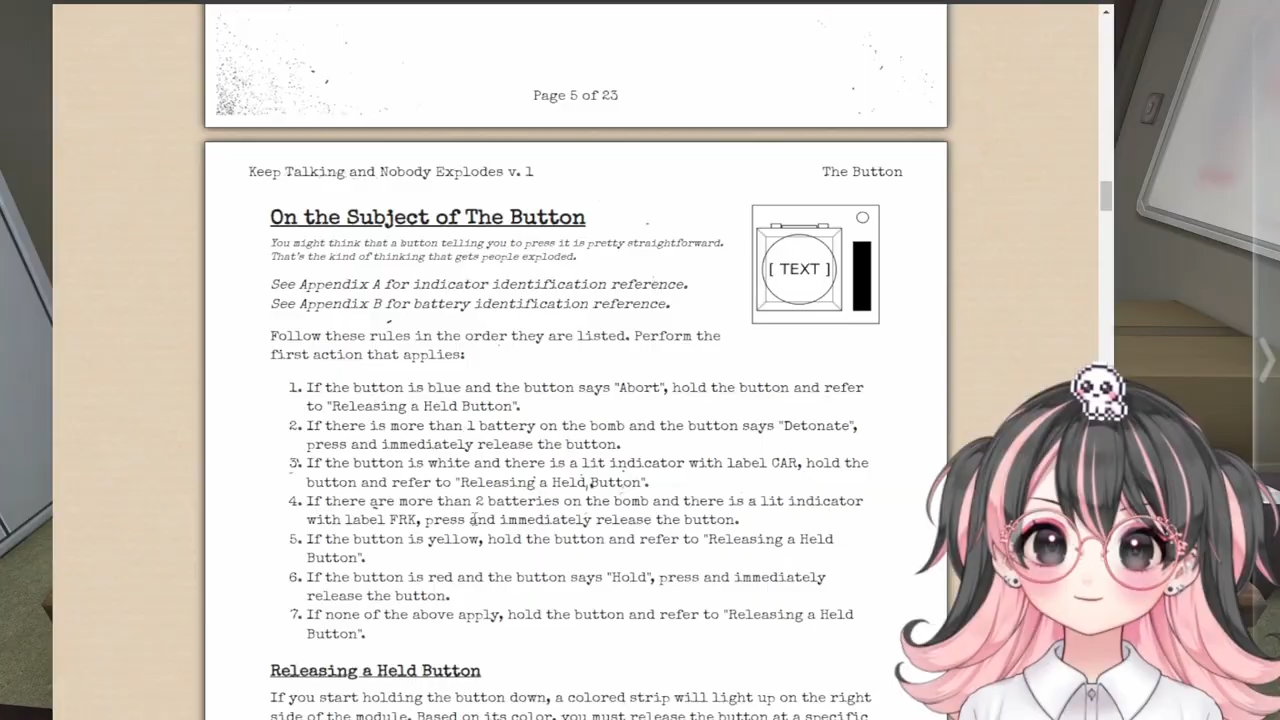 Page 5 of 23
Keep Talking and Nobody Explodes v. 1
The Button
On the Subject of The Button
You might think that a button telling you to press it is pretty straightforward.
That's the kind of thinking that gets people exploded.
[ TEXT ]
See Appendix A for indicator identification reference.
See Appendix B for battery identification reference.
Follow these rules in the order they are listed. Perform the
first action that applies:
1. If the button is blue and the button says "Abort", hold the button and refer
to "Releasing a Held Button".
2. If there is more than 1 battery on the bomb and the button says "Detonate",
press and immediately release the button.
3. If the button is white and there is a lit indicator with label CAR, hold the
button and refer to "Releasing a Held Button".
4. If there are more than 2 batteries on the bomb and there is a lit indicator
with label FRK, press and immediately release the button.
5. If the button is yellow, hold the button and refer to "Releasing a Held
Button".
6. If the button is red and the button says "Hold", press and immediately
release the button.
7. If none of the above apply, hold the button and refer to "Releasing a Held
Button".
Releasing a Held Button
If you start holding the button down, a colored strip will light up on the right
side of the module. Based on its color, you must release the button at a specific